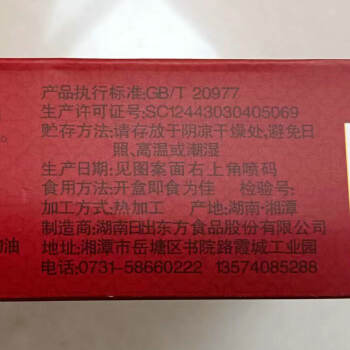 产品执行标准:GB/T 20977
生产许可证号:SC12443030405069
贮存方法:请存放于阴凉干燥处,避免日
照、高温或潮湿
生产日期:见图案面右上角喷码
食用方法:开盒即食为佳 检验号:
加工方式:热加工 产地:湖南·湘潭
制造商:湖南日出东方食品股份有限公司
油
地址:湘潭市岳塘区书院路霞城工业园
电话:0731-58660222 13574085288